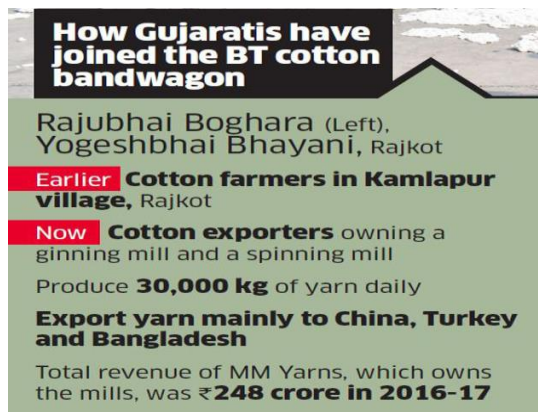 How Gujaratis have
joined the BT cotton
bandwagon
Rajubhai Boghara (Left),
Yogeshbhai Bhayani, Rajkot
Earlier Cotton farmers in Kamlapur
village, Rajkot
Now Cotton exporters owning a
ginning mill and a spinning mill
Produce 30,000 kg of yarn daily
Export yarn mainly to China, Turkey
and Bangladesh
Total revenue of MM Yarns, which owns
the mills, was ₹248 crore in 2016-17